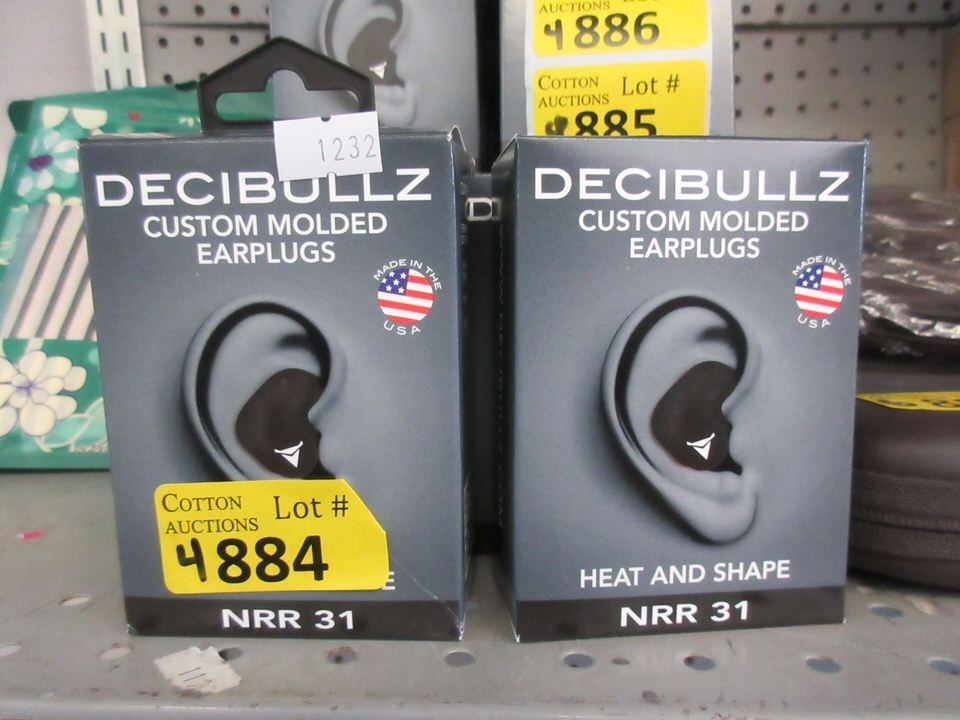 AUCTIONS
4886
COTTON
AUCTIONS Lot #
4885
1232
DECIBULLZ
CUSTOM MOLDED
EARPLUGS
MADE IN THE
USA
COTTON
AUCTIONS Lot #
4884
E
NRR 31
DECIBULLZ
CUSTOM MOLDED
EARPLUGS
MADE IN THE
USA
HEAT AND SHAPE
NRR 31